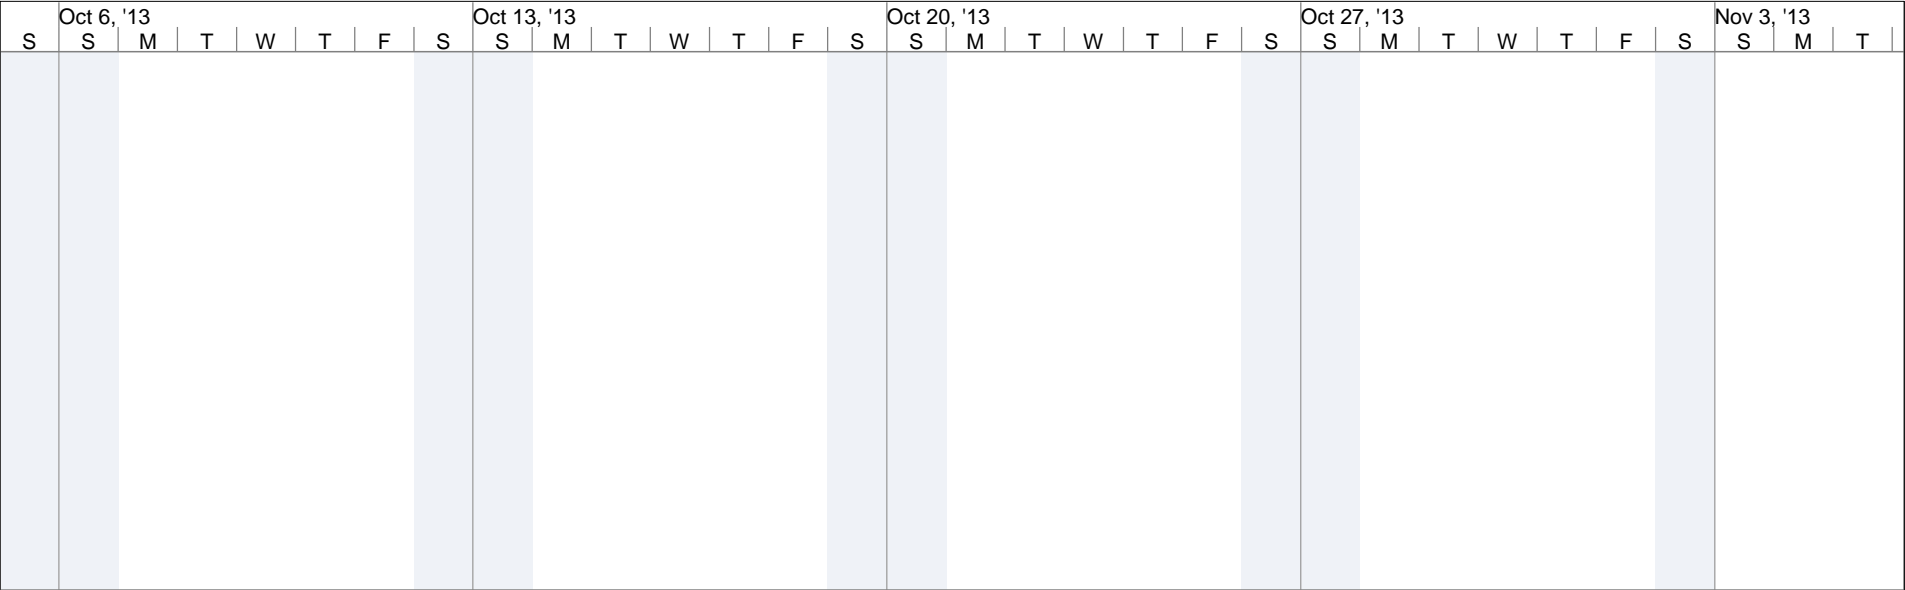 Oct 6, '13 Oct 13, '13 Oct 20, '13 Oct 27, '13 Nov 3, '13
S S M T W T F S S M T W T F S S M T W T F S S M T W T F S S M T